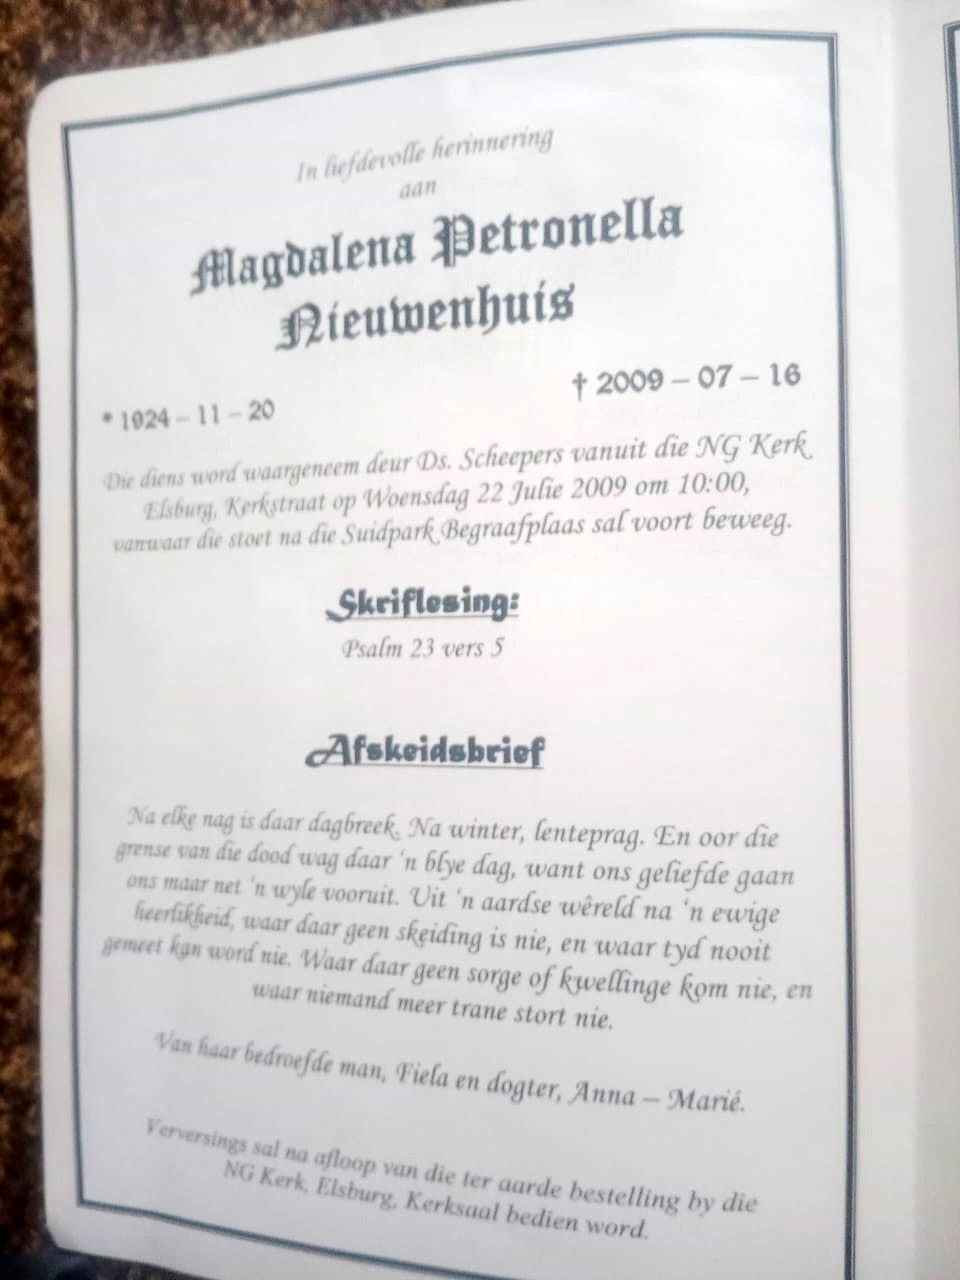 In liefdevolle herinnering
aan
Magdalena Petronella
Nieuwenhuis
* 1924 – 11 – 20
† 2009 – 07 – 16
Die diens word waargeneem deur Ds. Scheepers vanuit die NG Kerk
Elsburg, Kerkstraat op Woensdag 22 Julie 2009 om 10:00,
vanwaar die stoet na die Suidpark Begraafplaas sal voort beweeg.
Skriflesing:
Psalm 23 vers 5
Afskeidsbrief
Na elke nag is daar dagbreek. Na winter, lenteprag. En oor die
grense van die dood wag daar ‘n blye dag, want ons geliefde gaan
ons maar net ‘n wyle vooruit. Uit ‘n aardse wêreld na ‘n ewige
heerlikheid, waar daar geen skeiding is nie, en waar tyd nooit
gemeet kan word nie. Waar daar geen sorge of kwellinge kom nie, en
waar niemand meer trane stort nie.
Van haar bedroefde man, Fiela en dogter, Anna – Marié.
Verversings sal na afloop van die ter aarde bestelling by die
NG Kerk, Elsburg, Kerksaal bedien word.